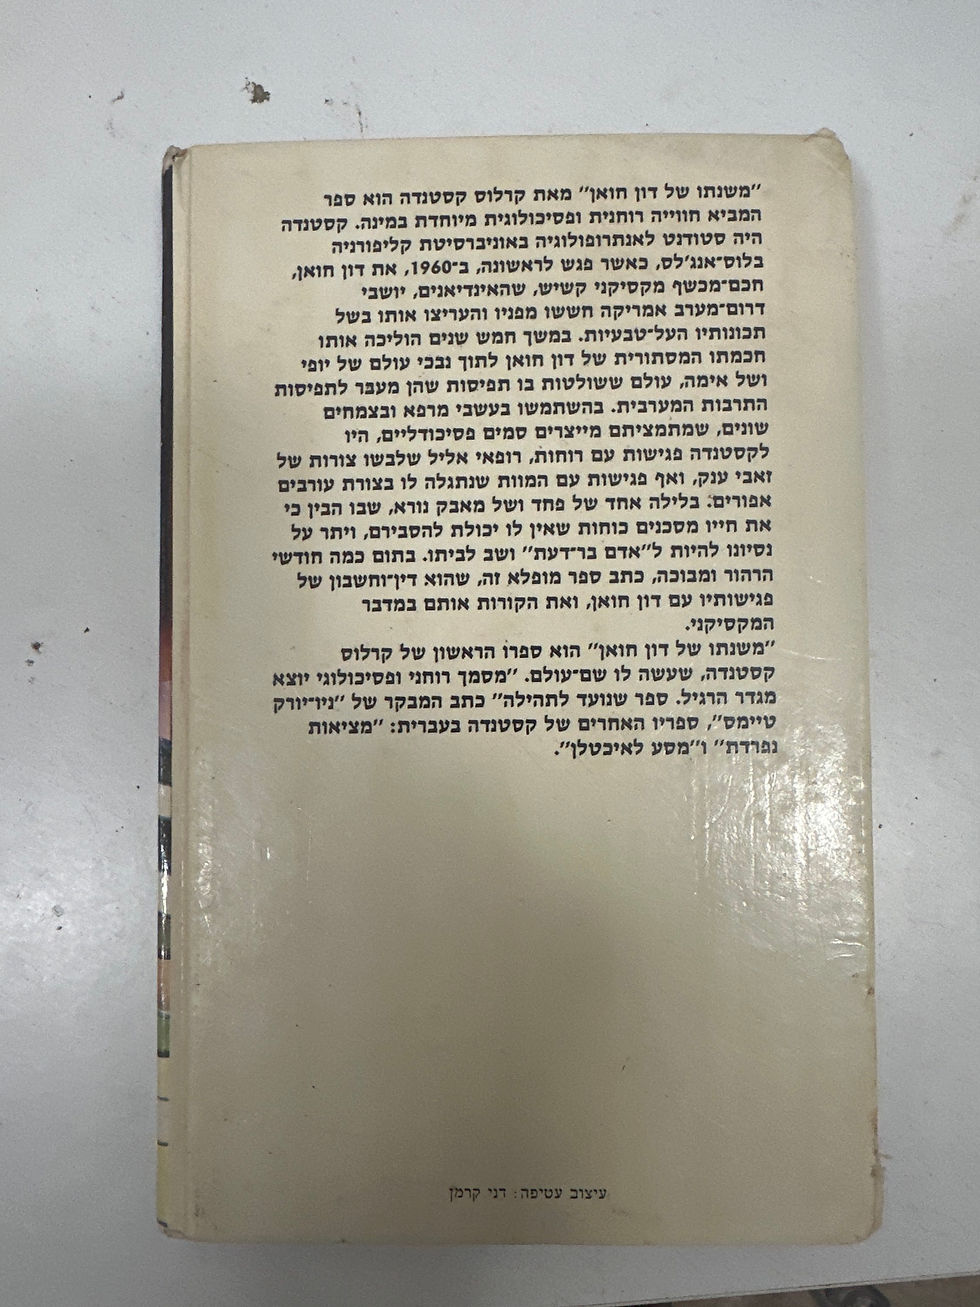 "משנתו של דון חואן" מאת קרלוס קסטנדה הוא ספר
המביא חווייה רוחנית ופסיכולוגית מיוחדת במינה. קסטנדה
היה סטודנט לאנתרופולוגיה באוניברסיטת קליפורניה
בלוס־אנג'לס, כאשר פגש לראשונה, ב־1960, את דון חואן,
חכם־מכשף מקסיקני קשיש, שהאינדיאנים, יושבי
דרום־מערב אמריקה חששו מפניו והעריצו אותו בשל
תכונותיו העל־טבעיות. במשך חמש שנים הוליכה אותו
חכמתו המסתורית של דון חואן לתוך נבכי עולם של יופי
ושל אימה, עולם ששולטות בו תפיסות שהן מעבר לתפיסות
התרבות המערבית. בהשתמשו בעשבי מרפא ובצמחים
שונים, שמתמציתם מייצרים סמים פסיכודליים, היו
לקסטנדה פגישות עם רוחות, רופאי אליל שלבשו צורות של
זאבי ענק, ואף פגישות עם המוות שנתגלה לו בצורת עורבים
אפורים. בלילה אחד של פחד ושל מאבק נורא, שבו הבין כי
את חייו מסכנים כוחות שאין לו יכולת להסבירם, ויתר על
נסיונו להיות ל"אדם בר־דעת" ושב לביתו. בתום כמה חודשי
הרהור ומבוכה, כתב ספר מופלא זה, שהוא דין־וחשבון של
פגישותיו עם דון חואן, ואת הקורות אותם במדבר
המקסיקני.
"משנתו של דון חואן" הוא ספרו הראשון של קרלוס
קסטנדה, שעשה לו שם־עולם. "מסמך רוחני ופסיכולוגי יוצא
מגדר הרגיל. ספר שנועד לתהילה" כתב המבקר של "ניו־יורק
טיימס", ספריו האחרים של קסטנדה בעברית: "מציאות
נפרדת" ו"מסע לאיכטלן".
עיצוב עטיפה: דני קרמן